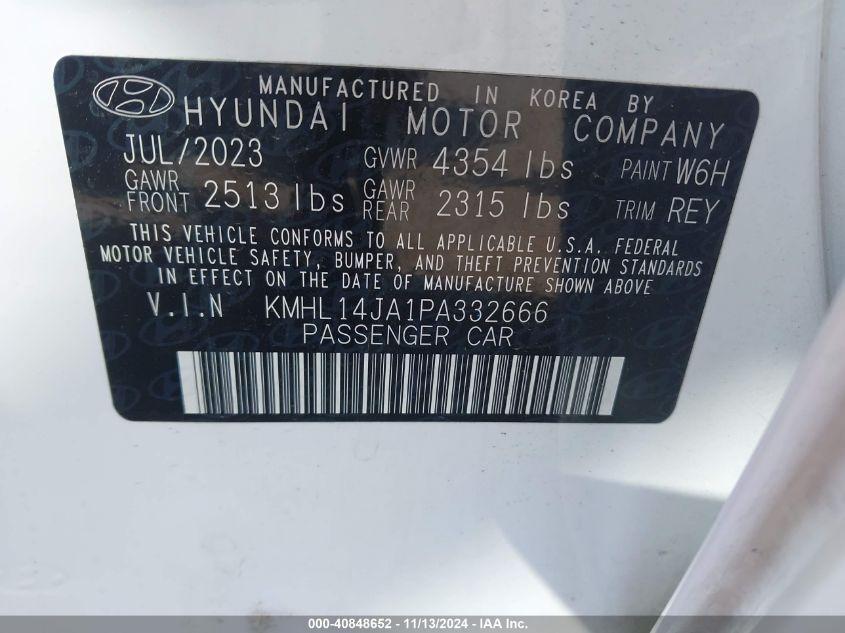 MANUFACTURED IN KOREA BY
HYUNDAI MOTOR COMPANY
JUL/2023 GVWR 4354 lbs PAINT W6H
GAWR FRONT 2513 lbs GAWR REAR 2315 lbs TRIM REY
THIS VEHICLE CONFORMS TO ALL APPLICABLE U.S.A. FEDERAL
MOTOR VEHICLE SAFETY, BUMPER, AND THEFT PREVENTION STANDARDS
IN EFFECT ON THE DATE OF MANUFACTURE SHOWN ABOVE
V.I.N KMHL14JA1PA332666
PASSENGER CAR
000-40848652 - 11/13/2024 - IAA Inc.